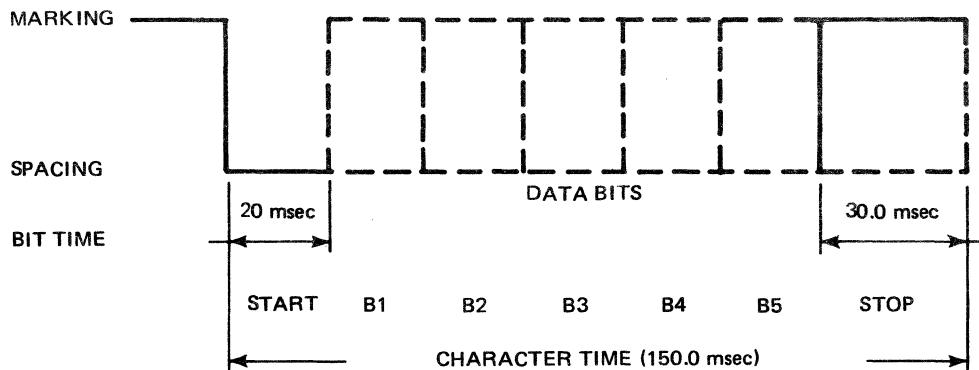 MARKING
SPACING
DATA BITS
20 msec
30.0 msec
BIT TIME
START B1 B2 B3 B4 B5 STOP
CHARACTER TIME (150.0 msec)